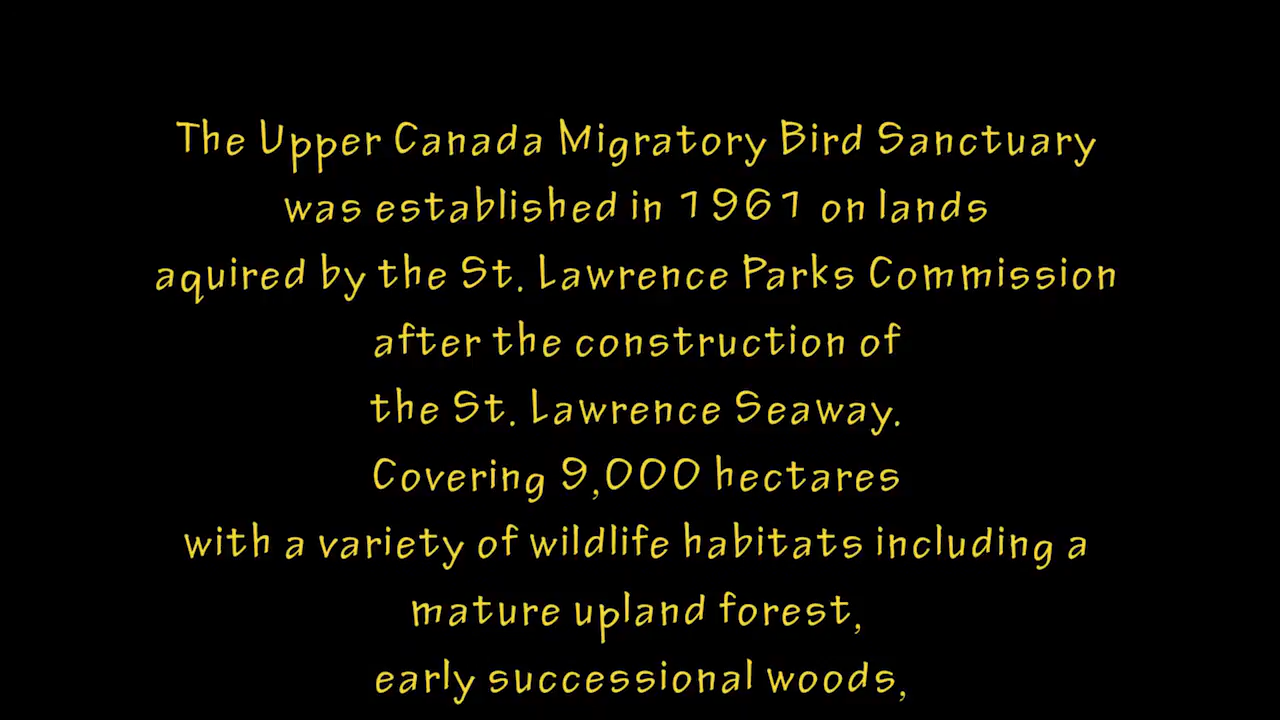 The Upper Canada Migratory Bird Sanctuary
was established in 1961 on lands
aquired by the St. Lawrence Parks Commission
after the construction of
the St. Lawrence Seaway.
Covering 9,000 hectares
with a variety of wildlife habitats including a
mature upland forest,
early successional woods,